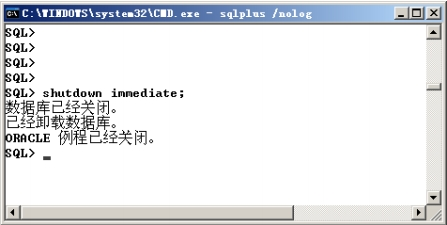 C:\WINDOWS\system32\CMD.exe - sqlplus /nolog
SQL>
SQL>
SQL>
SQL>
SQL> shutdown immediate;
数据库已经关闭。
已经卸载数据库。
ORACLE 例程已经关闭。
SQL>